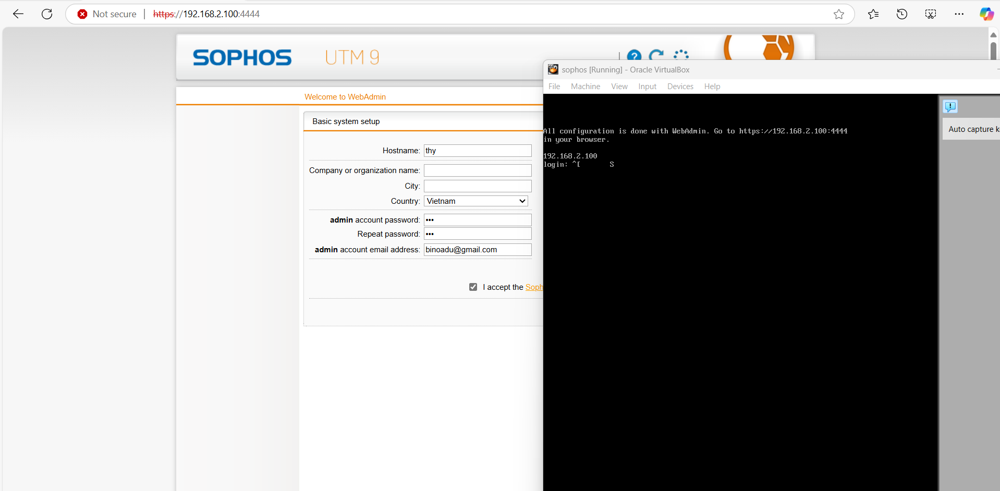 Not secure | https://192.168.2.100:4444
SOPHOS UTM 9
Welcome to WebAdmin
Basic system setup
Hostname: thy
Company or organization name:
City:
Country: Vietnam
admin account password: •••
Repeat password: •••
admin account email address: binoadu@gmail.com
I accept the Soph
sophos [Running] - Oracle VirtualBox
File Machine View Input Devices Help
All configuration is done with WebAdmin. Go to https://192.168.2.100:4444
in your browser.
192.168.2.100
login: ^[ S
Auto capture k